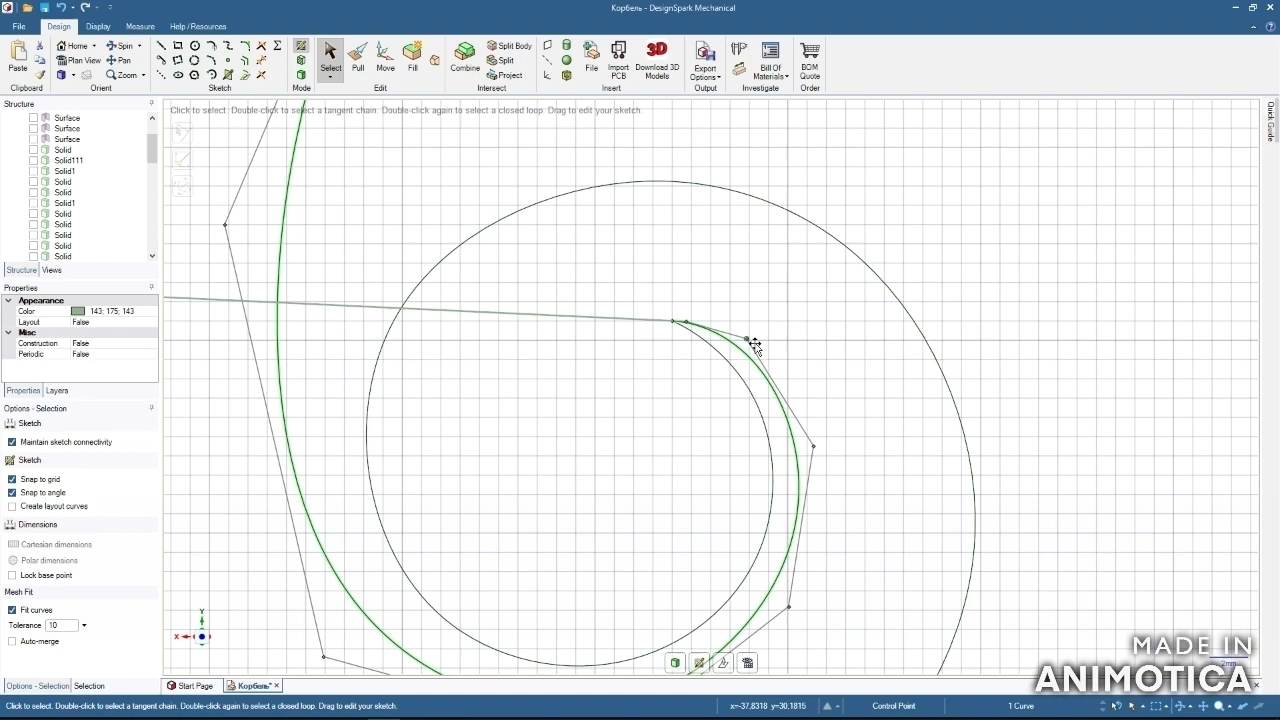 Корбель - DesignSpark Mechanical
File Design Display Measure Help / Resources
Paste
Home Spin
Plan View Pan
Zoom
Select Pull Move Fill
Combine
Split Body
Split
Project
File Import PCB Download 3D Models
3D
Export Options
Bill Of Materials
BOM Quote
Clipboard Orient Sketch Mode Edit Intersect Insert Output Investigate Order
Structure
Click to select. Double-click to select a tangent chain. Double-click again to select a closed loop. Drag to edit your sketch.
Quick Guide
Surface
Surface
Surface
Solid
Solid111
Solid1
Solid
Solid
Solid1
Solid
Solid
Solid
Solid
Solid
Structure Views
Properties
Appearance
Color 143; 175; 143
Layout False
Misc
Construction False
Periodic False
Properties Layers
Options - Selection
Sketch
Maintain sketch connectivity
Sketch
Snap to grid
Snap to angle
Create layout curves
Dimensions
Cartesian dimensions
Polar dimensions
Lock base point
Mesh Fit
Fit curves
Tolerance 10
Auto-merge
Y
X
2mm
MADE IN
ANIMOTICA
Options - Selection Selection
Start Page Корбель*
Click to select. Double-click to select a tangent chain. Double-click again to select a closed loop. Drag to edit your sketch.
x=-37,8318 y=30,1815 Control Point 1 Curve